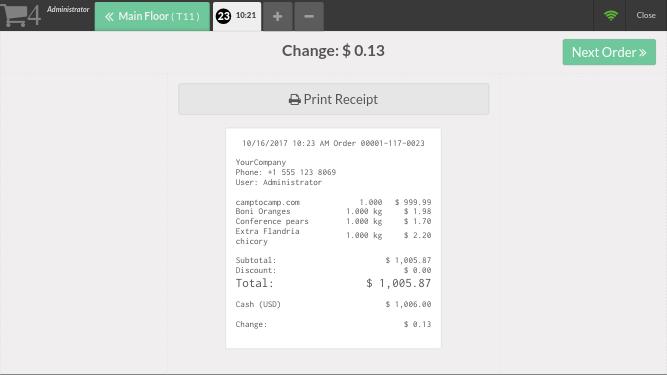 4 Administrator « Main Floor ( T11 ) 23 10:21 + − Close
Change: $ 0.13
Next Order »
Print Receipt
10/16/2017 10:23 AM Order 00001-117-0023
YourCompany
Phone: +1 555 123 8069
User: Administrator
camptocamp.com 1.000 $ 999.99
Boni Oranges 1.000 kg $ 1.98
Conference pears 1.000 kg $ 1.70
Extra Flandria 1.000 kg $ 2.20
chicory
Subtotal: $ 1,005.87
Discount: $ 0.00
Total: $ 1,005.87
Cash (USD) $ 1,006.00
Change: $ 0.13